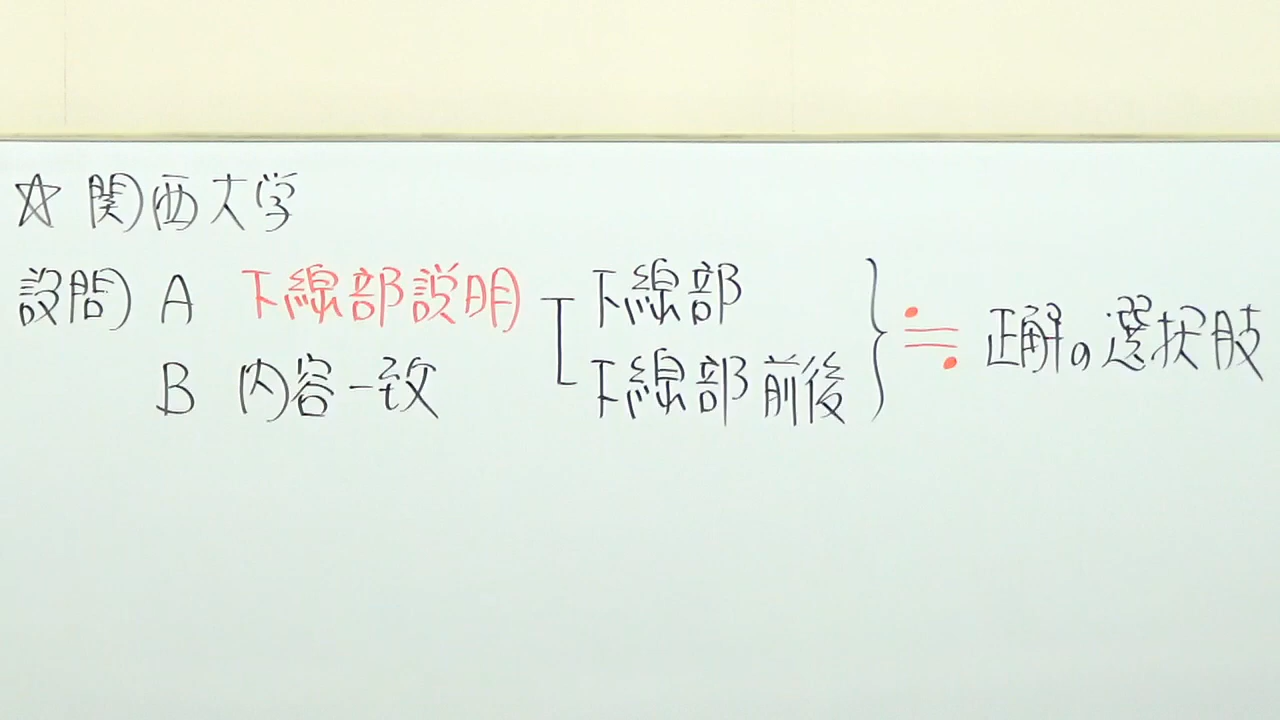 ☆ 関西大学
設問 A 下線部説明 下線部 } ≒ 正解の選択肢
B 内容一致 下線部前後